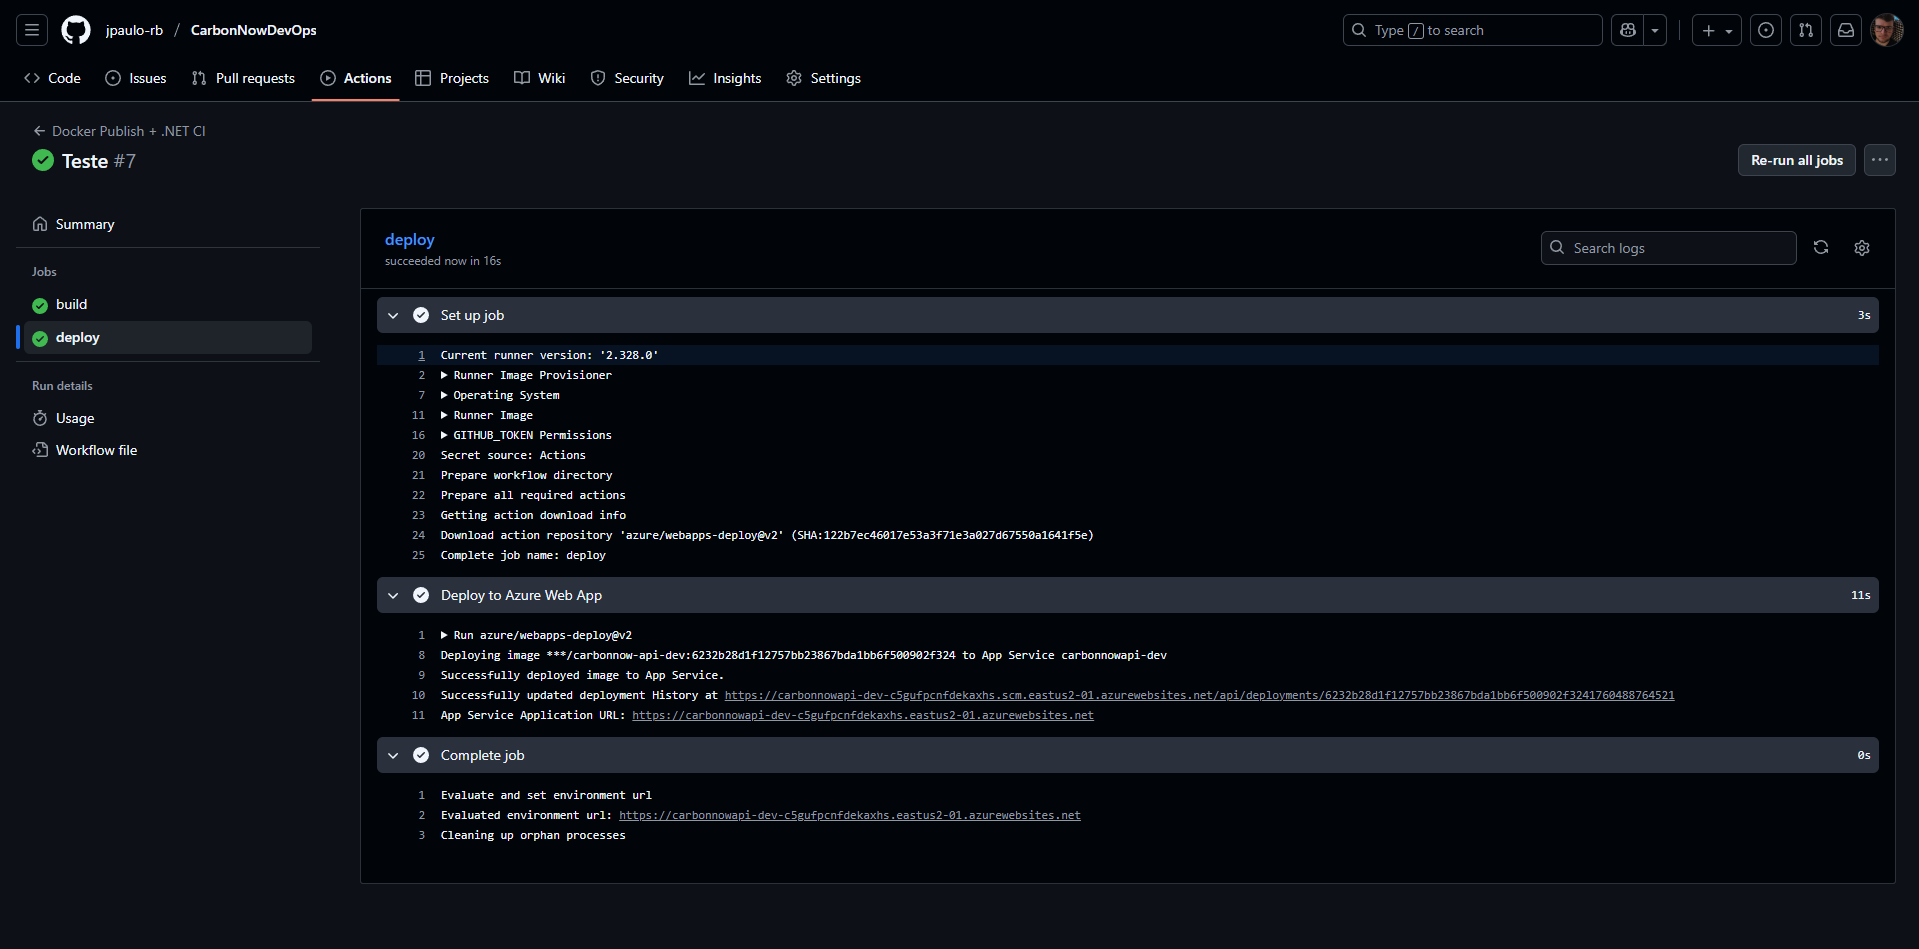 jpaulo-rb / CarbonNowDevOps
Type / to search
Code
Issues
Pull requests
Actions
Projects
Wiki
Security
Insights
Settings
Docker Publish + .NET CI
Teste #7
Re-run all jobs
Summary
Jobs
build
deploy
Run details
Usage
Workflow file
deploy
succeeded now in 16s
Search logs
Set up job 3s
1 Current runner version: '2.328.0'
2 Runner Image Provisioner
7 Operating System
11 Runner Image
16 GITHUB_TOKEN Permissions
20 Secret source: Actions
21 Prepare workflow directory
22 Prepare all required actions
23 Getting action download info
24 Download action repository 'azure/webapps-deploy@v2' (SHA:122b7ec46017e53a3f71e3a027d67550a1641f5e)
25 Complete job name: deploy
Deploy to Azure Web App 11s
1 Run azure/webapps-deploy@v2
8 Deploying image ***/carbonnow-api-dev:6232b28d1f12757bb23867bda1bb6f500902f324 to App Service carbonnowapi-dev
9 Successfully deployed image to App Service.
10 Successfully updated deployment History at https://carbonnowapi-dev-c5gufpcnfdekaxhs.scm.eastus2-01.azurewebsites.net/api/deployments/6232b28d1f12757bb23867bda1bb6f500902f3241760488764521
11 App Service Application URL: https://carbonnowapi-dev-c5gufpcnfdekaxhs.eastus2-01.azurewebsites.net
Complete job 0s
1 Evaluate and set environment url
2 Evaluated environment url: https://carbonnowapi-dev-c5gufpcnfdekaxhs.eastus2-01.azurewebsites.net
3 Cleaning up orphan processes